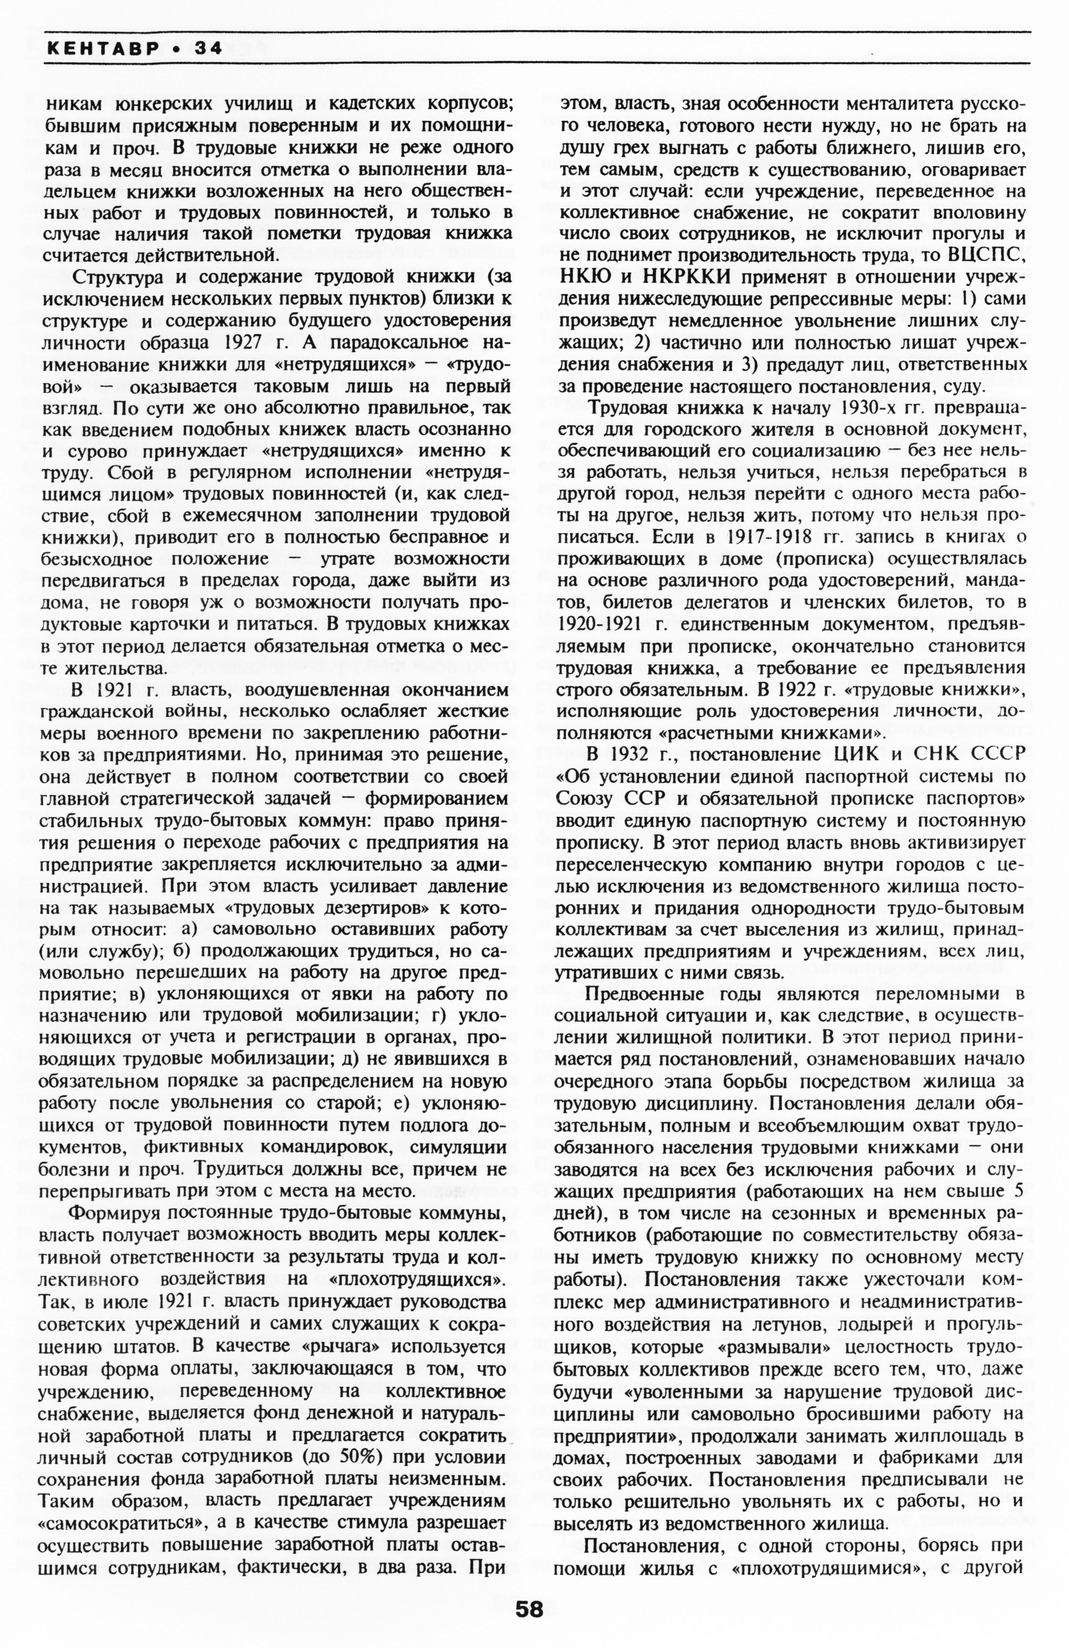 КЕНТАВР • 34
никам юнкерских училищ и кадетских корпусов;
бывшим присяжным поверенным и их помощни-
кам и проч. В трудовые книжки не реже одного
раза в месяц вносится отметка о выполнении вла-
дельцем книжки возложенных на него обществен-
ных работ и трудовых повинностей, и только в
случае наличия такой пометки трудовая книжка
считается действительной.
Структура и содержание трудовой книжки (за
исключением нескольких первых пунктов) близки к
структуре и содержанию будущего удостоверения
личности образца 1927 г. А парадоксальное на-
именование книжки для «нетрудящихся» — «трудо-
вой» — оказывается таковым лишь на первый
взгляд. По сути же оно абсолютно правильное, так
как введением подобных книжек власть осознанно
и сурово принуждает «нетрудящихся» именно к
труду. Сбой в регулярном исполнении «нетрудя-
щимся лицом» трудовых повинностей (и, как след-
ствие, сбой в ежемесячном заполнении трудовой
книжки), приводит его в полностью бесправное и
безысходное положение — утрате возможности
передвигаться в пределах города, даже выйти из
дома, не говоря уж о возможности получать про-
дуктовые карточки и питаться. В трудовых книжках
в этот период делается обязательная отметка о мес-
те жительства.
В 1921 г. власть, воодушевленная окончанием
гражданской войны, несколько ослабляет жесткие
меры военного времени по закреплению работни-
ков за предприятиями. Но, принимая это решение,
она действует в полном соответствии со своей
главной стратегической задачей — формированием
стабильных трудо-бытовых коммун: право приня-
тия решения о переходе рабочих с предприятия на
предприятие закрепляется исключительно за адми-
нистрацией. При этом власть усиливает давление
на так называемых «трудовых дезертиров» к кото-
рым относит: а) самовольно оставивших работу
(или службу); б) продолжающих трудиться, но са-
мовольно перешедших на работу на другое пред-
приятие; в) уклоняющихся от явки на работу по
назначению или трудовой мобилизации; г) укло-
няющихся от учета и регистрации в органах, про-
водящих трудовые мобилизации; д) не явившихся в
обязательном порядке за распределением на новую
работу после увольнения со старой; е) уклоняю-
щихся от трудовой повинности путем подлога до-
кументов, фиктивных командировок, симуляции
болезни и проч. Трудиться должны все, причем не
перепрыгивать при этом с места на место.
Формируя постоянные трудо-бытовые коммуны,
власть получает возможность вводить меры коллек-
тивной ответственности за результаты труда и кол-
лективного воздействия на «плохотрудящихся».
Так, в июле 1921 г. власть принуждает руководства
советских учреждений и самих служащих к сокра-
щению штатов. В качестве «рычага» используется
новая форма оплаты, заключающаяся в том, что
учреждению, переведенному на коллективное
снабжение, выделяется фонд денежной и натураль-
ной заработной платы и предлагается сократить
личный состав сотрудников (до 50%) при условии
сохранения фонда заработной платы неизменным.
Таким образом, власть предлагает учреждениям
«самосократиться», а в качестве стимула разрешает
осуществить повышение заработной платы остав-
шимся сотрудникам, фактически, в два раза. При
этом, власть, зная особенности менталитета русско-
го человека, готового нести нужду, но не брать на
душу грех выгнать с работы ближнего, лишив его,
тем самым, средств к существованию, оговаривает
и этот случай: если учреждение, переведенное на
коллективное снабжение, не сократит вполовину
число своих сотрудников, не исключит прогулы и
не поднимет производительность труда, то ВЦСПС,
НКЮ и НКРККИ применят в отношении учреж-
дения нижеследующие репрессивные меры: 1) сами
произведут немедленное увольнение лишних слу-
жащих; 2) частично или полностью лишат учреж-
дения снабжения и 3) предадут лиц, ответственных
за проведение настоящего постановления, суду.
Трудовая книжка к началу 1930-х гг. превраща-
ется для городского жителя в основной документ,
обеспечивающий его социализацию — без нее нель-
зя работать, нельзя учиться, нельзя перебраться в
другой город, нельзя перейти с одного места рабо-
ты на другое, нельзя жить, потому что нельзя про-
писаться. Если в 1917-1918 гг. запись в книгах о
проживающих в доме (прописка) осуществлялась
на основе различного рода удостоверений, манда-
тов, билетов делегатов и членских билетов, то в
1920-1921 г. единственным документом, предъяв-
ляемым при прописке, окончательно становится
трудовая книжка, а требование ее предъявления
строго обязательным. В 1922 г. «трудовые книжки»,
исполняющие роль удостоверения личности, до-
полняются «расчетными книжками».
В 1932 г., постановление ЦИК и СНК СССР
«Об установлении единой паспортной системы по
Союзу ССР и обязательной прописке паспортов»
вводит единую паспортную систему и постоянную
прописку. В этот период власть вновь активизирует
переселенческую компанию внутри городов с це-
лью исключения из ведомственного жилища посто-
ронних и придания однородности трудо-бытовым
коллективам за счет выселения из жилищ, принад-
лежащих предприятиям и учреждениям, всех лиц,
утративших с ними связь.
Предвоенные годы являются переломными в
социальной ситуации и, как следствие, в осуществ-
лении жилищной политики. В этот период прини-
мается ряд постановлений, ознаменовавших начало
очередного этапа борьбы посредством жилища за
трудовую дисциплину. Постановления делали обя-
зательным, полным и всеобъемлющим охват трудо-
обязанного населения трудовыми книжками — они
заводятся на всех без исключения рабочих и слу-
жащих предприятия (работающих на нем свыше 5
дней), в том числе на сезонных и временных ра-
ботников (работающие по совместительству обяза-
ны иметь трудовую книжку по основному месту
работы). Постановления также ужесточали ком-
плекс мер административного и неадминистратив-
ного воздействия на летунов, лодырей и прогуль-
щиков, которые «размывали» целостность трудо-
бытовых коллективов прежде всего тем, что, даже
будучи «уволенными за нарушение трудовой дис-
циплины или самовольно бросившими работу на
предприятии», продолжали занимать жилплощадь в
домах, построенных заводами и фабриками для
своих рабочих. Постановления предписывали не
только решительно увольнять их с работы, но и
выселять из ведомственного жилища.
Постановления, с одной стороны, борясь при
помощи жилья с «плохотрудящимися», с другой
58